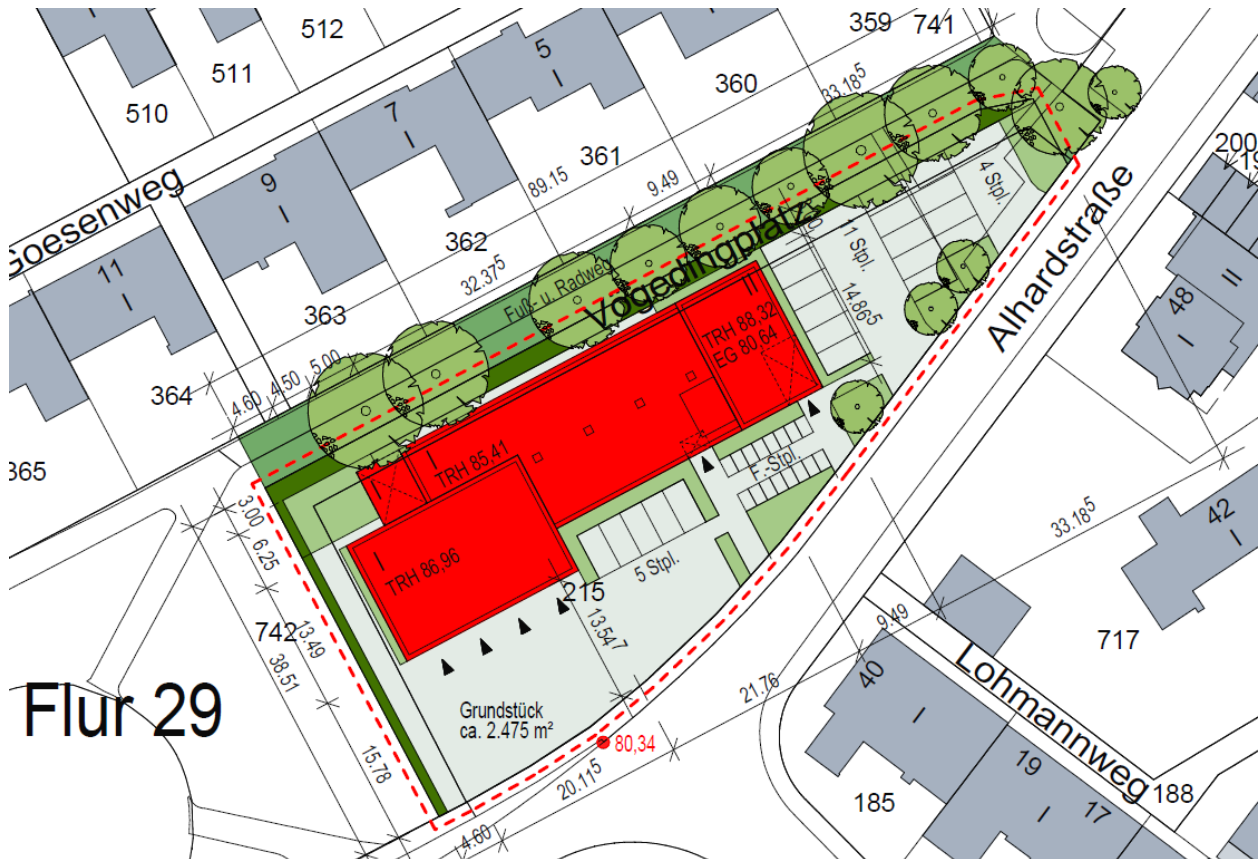 512
511
510
5
I
359
741
360
33.18⁵
7
I
361
89.15
9.49
9
I
362
32.37⁵
Goesenweg
11
I
363
364
365
Fuß- u. Radweg
Vogedingplatz
4 Stpl.
11 Stpl.
14.86⁵
Alhardstraße
200
II
48
I
4.60
4.50
5.00
III
TRH 88,32
EG 80,64
I
TRH 85,41
I
I
TRH 86,96
F.-Stpl.
5 Stpl.
215
13.54⁷
3.00
6.25
13.49
38.51
15.78
742
Flur 29
Grundstück
ca. 2.475 m²
80,34
20.11⁵
4.60
21.76
9.49
33.18⁵
42
I
717
Lohmannweg
40
I
19
I
17
185
188